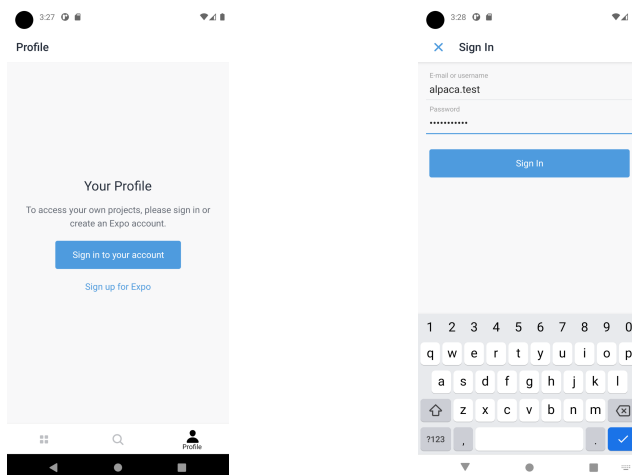 3:27
Profile
Your Profile
To access your own projects, please sign in or
create an Expo account.
Sign in to your account
Sign up for Expo
Profile
3:28
Sign In
E-mail or username
alpaca.test
Password
•••••••••••
Sign In
1 2 3 4 5 6 7 8 9 0
q w e r t y u i o p
a s d f g h j k l
z x c v b n m
?123 , .